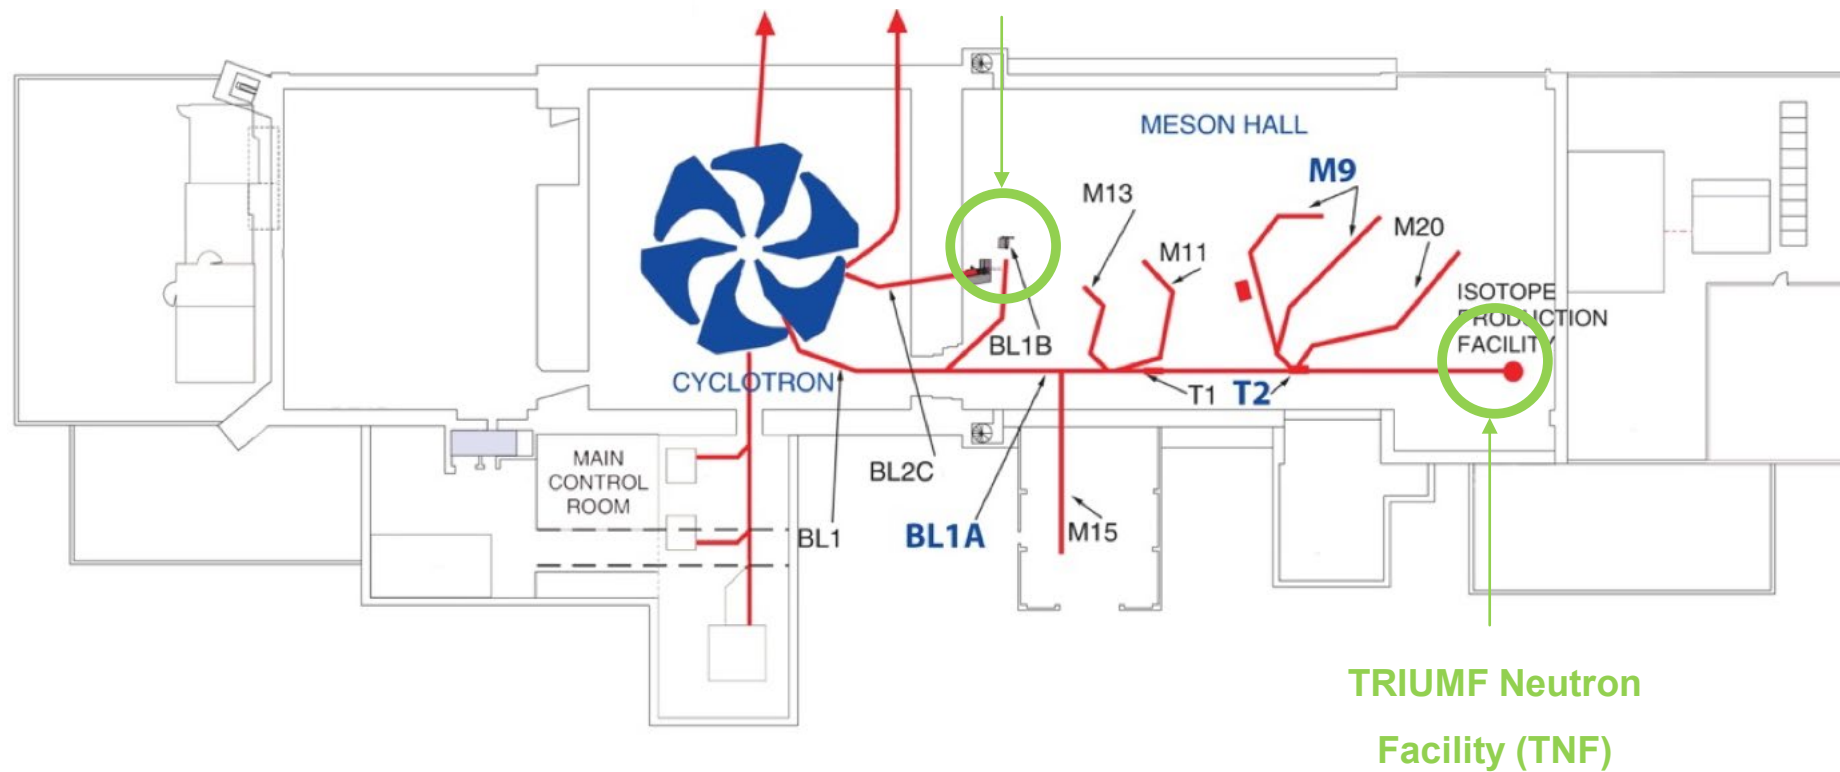 MESON HALL
M9
M13
M20
M11
ISOTOPE
PRODUCTION
FACILITY
BL1B
CYCLOTRON
T1
T2
MAIN
CONTROL
ROOM
BL2C
BL1
BL1A
M15
TRIUMF Neutron
Facility (TNF)